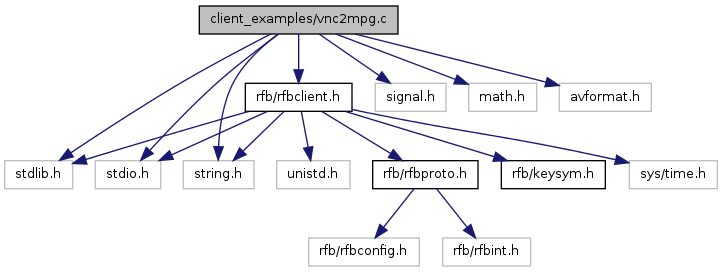 client_examples/vnc2mpg.c
rfb/rfbclient.h
signal.h
math.h
avformat.h
stdlib.h
stdio.h
string.h
unistd.h
rfb/rfbproto.h
rfb/keysym.h
sys/time.h
rfb/rfbconfig.h
rfb/rfbint.h